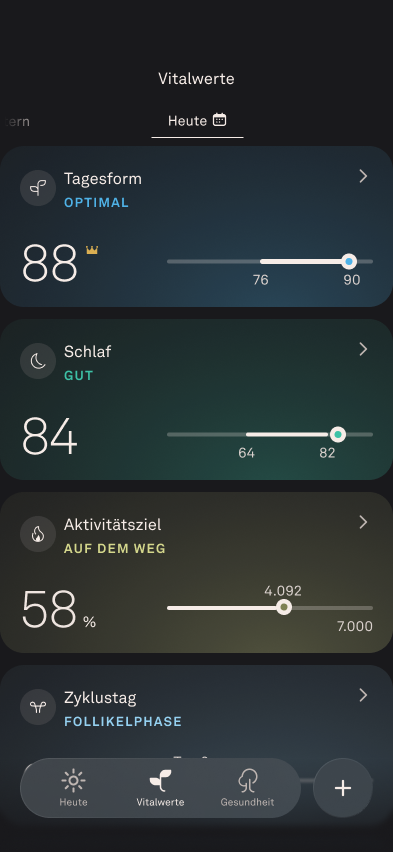 Vitalwerte
Heute
Tagesform
OPTIMAL
88
76 90
Schlaf
GUT
84
64 82
Aktivitätsziel
AUF DEM WEG
58 %
4.092
7.000
Zyklustag
FOLLIKELPHASE
Heute Vitalwerte Gesundheit